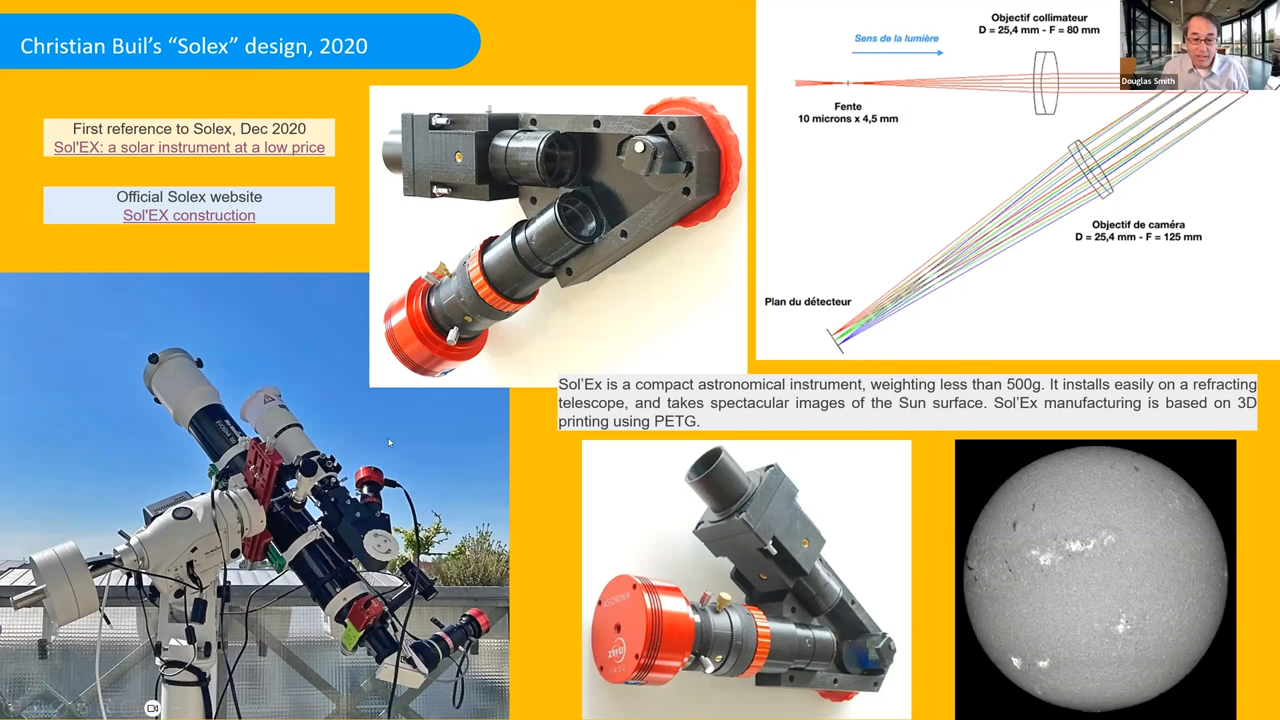 Christian Buil's “Solex” design, 2020
First reference to Solex, Dec 2020
Sol'EX: a solar instrument at a low price
Official Solex website
Sol'EX construction
Objectif collimateur
D = 25,4 mm - F = 80 mm
Sens de la lumière
Fente
10 microns x 4,5 mm
Objectif de caméra
D = 25,4 mm - F = 125 mm
Plan du détecteur
Douglas Smith
Sol'Ex is a compact astronomical instrument, weighting less than 500g. It installs easily on a refracting
telescope, and takes spectacular images of the Sun surface. Sol'Ex manufacturing is based on 3D
printing using PETG.